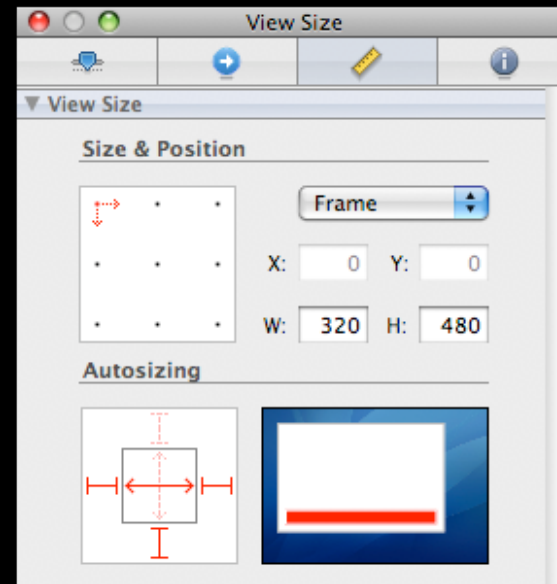 View Size
View Size
Size & Position
Frame
X: 0 Y: 0
W: 320 H: 480
Autosizing